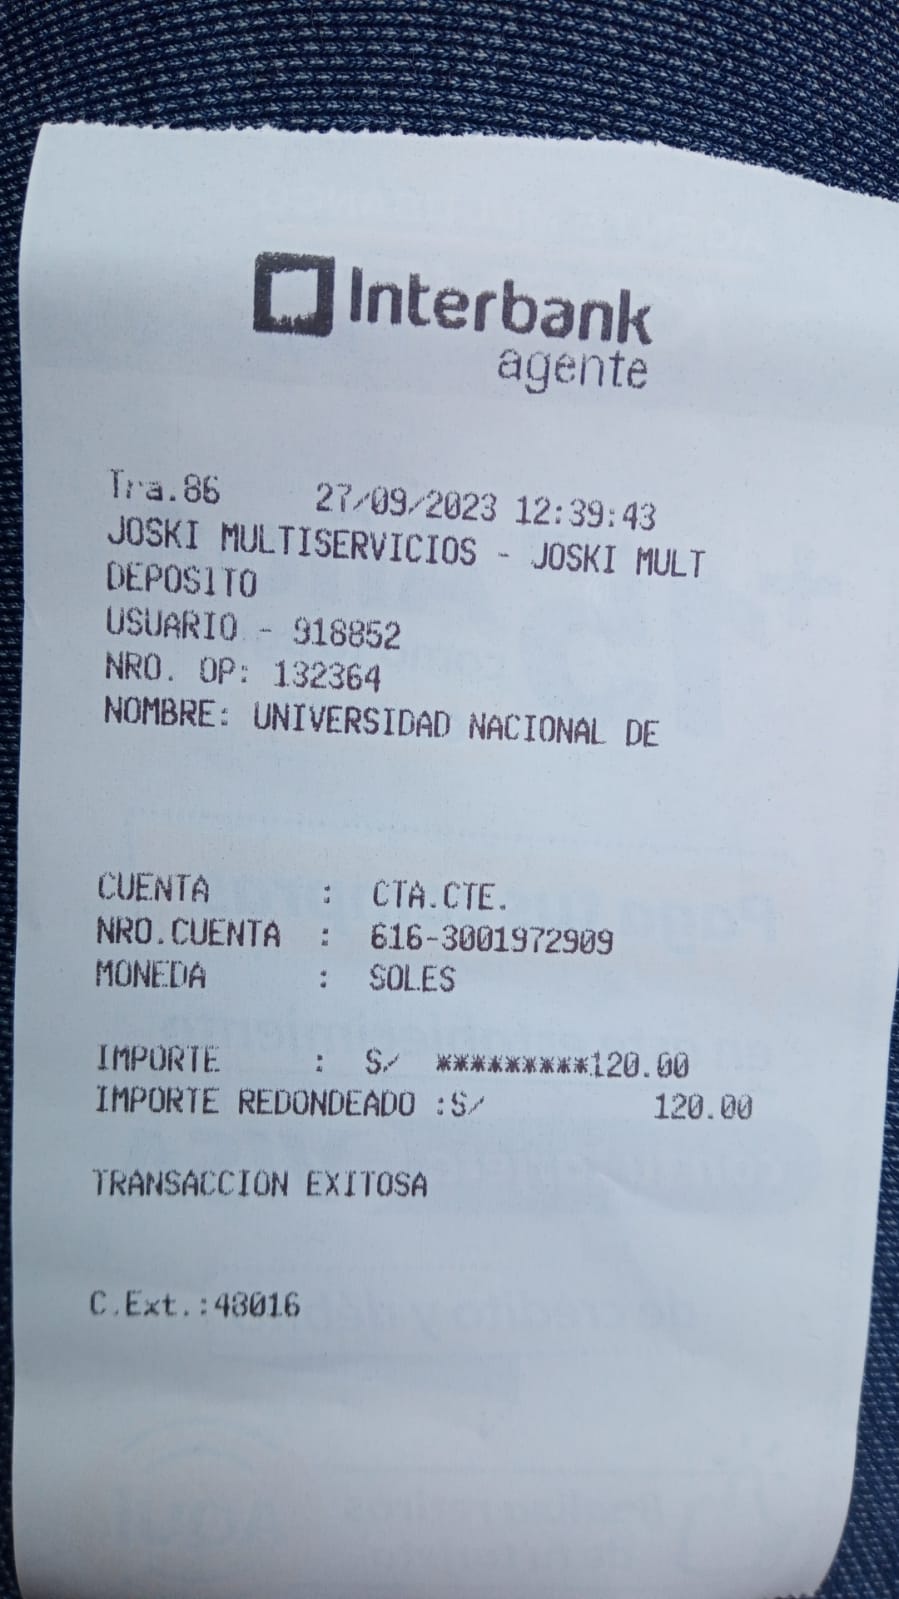 Interbank
agente
Tra.86 27/09/2023 12:39:43
JOSKI MULTISERVICIOS - JOSKI MULT
DEPOSITO
USUARIO - 918852
NRO. OP: 132364
NOMBRE: UNIVERSIDAD NACIONAL DE
CUENTA : CTA.CTE.
NRO.CUENTA : 616-3001972909
MONEDA : SOLES
IMPORTE : S/ *********120.00
IMPORTE REDONDEADO :S/ 120.00
TRANSACCION EXITOSA
C.Ext.:48016